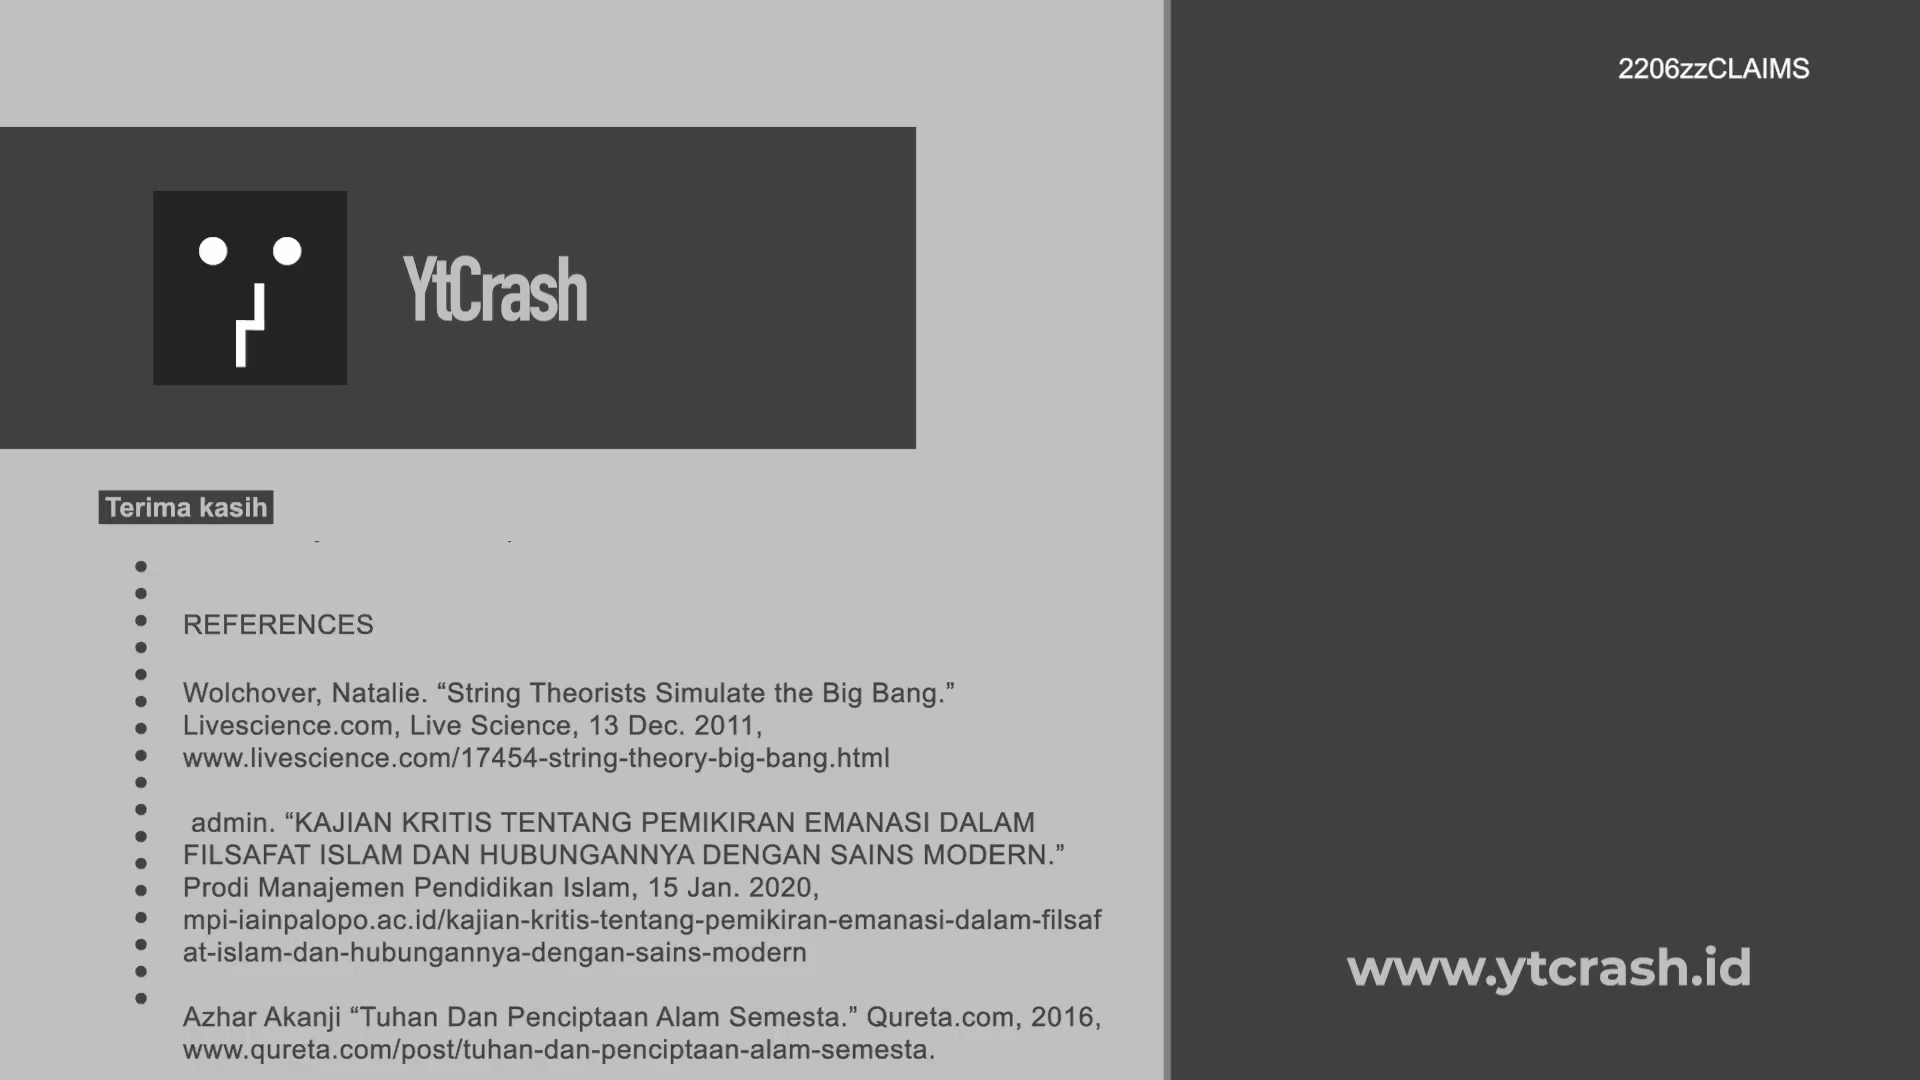 2206zzCLAIMS
YtCrash
Terima kasih
REFERENCES
Wolchover, Natalie. “String Theorists Simulate the Big Bang.”
Livescience.com, Live Science, 13 Dec. 2011,
www.livescience.com/17454-string-theory-big-bang.html
admin. “KAJIAN KRITIS TENTANG PEMIKIRAN EMANASI DALAM
FILSAFAT ISLAM DAN HUBUNGANNYA DENGAN SAINS MODERN.”
Prodi Manajemen Pendidikan Islam, 15 Jan. 2020,
mpi-iainpalopo.ac.id/kajian-kritis-tentang-pemikiran-emanasi-dalam-filsaf
at-islam-dan-hubungannya-dengan-sains-modern
Azhar Akanji “Tuhan Dan Penciptaan Alam Semesta.” Qureta.com, 2016,
www.qureta.com/post/tuhan-dan-penciptaan-alam-semesta.
www.ytcrash.id